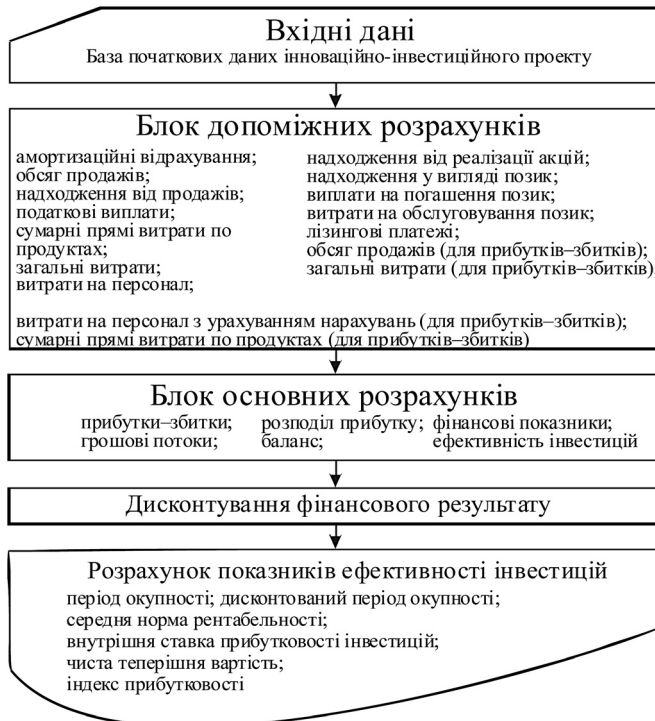 Вхідні дані
База початкових даних інноваційно-інвестиційного проекту
Блок допоміжних розрахунків
амортизаційні відрахування;
обсяг продажів;
надходження від продажів;
податкові виплати;
сумарні прямі витрати по
продуктах;
загальні витрати;
витрати на персонал;
надходження від реалізації акцій;
надходження у вигляді позик;
виплати на погашення позик;
витрати на обслуговування позик;
лізингові платежі;
обсяг продажів (для прибутків–збитків);
загальні витрати (для прибутків–збитків),
витрати на персонал з урахуванням нарахувань (для прибутків–збитків);
сумарні прямі витрати по продуктах (для прибутків–збитків)
Блок основних розрахунків
прибутки–збитки; розподіл прибутку; фінансові показники;
грошові потоки; баланс; ефективність інвестицій
Дисконтування фінансового результату
Розрахунок показників ефективності інвестицій
період окупності; дисконтований період окупності;
середня норма рентабельності;
внутрішня ставка прибутковості інвестицій;
чиста теперішня вартість;
індекс прибутковості